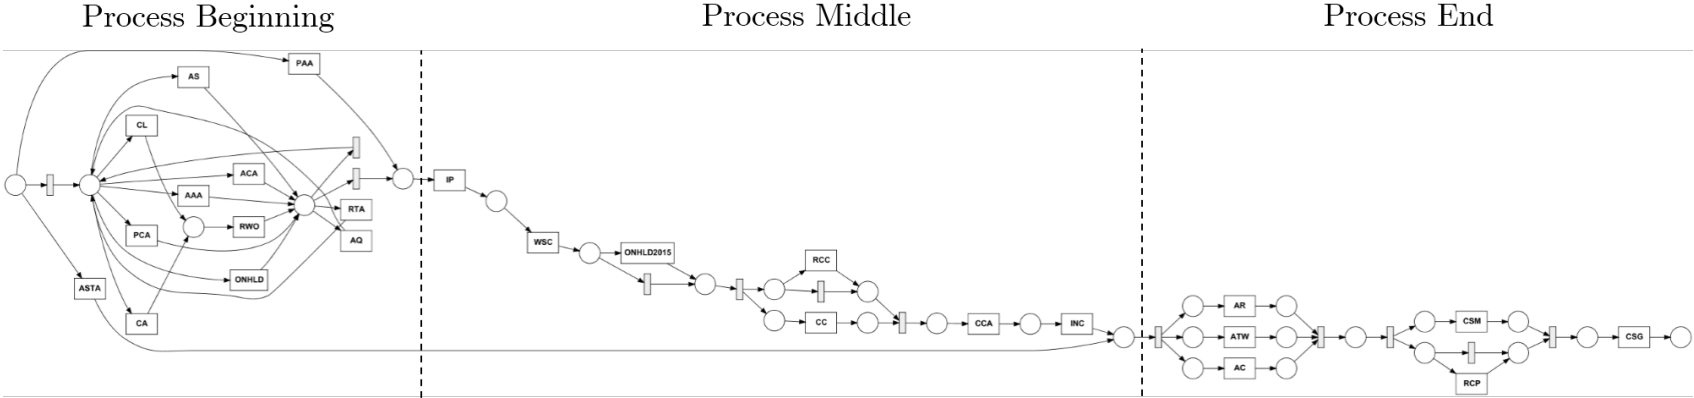 Process Beginning
Process Middle
Process End
PAA
AS
CL
ACA
AAA
RTA
PCA
RWO
AQ
ONHLD
ASTA
CA
IP
WSC
ONHLD2015
RCC
CC
CCA
INC
AR
ATW
AC
CSM
RCP
CSG